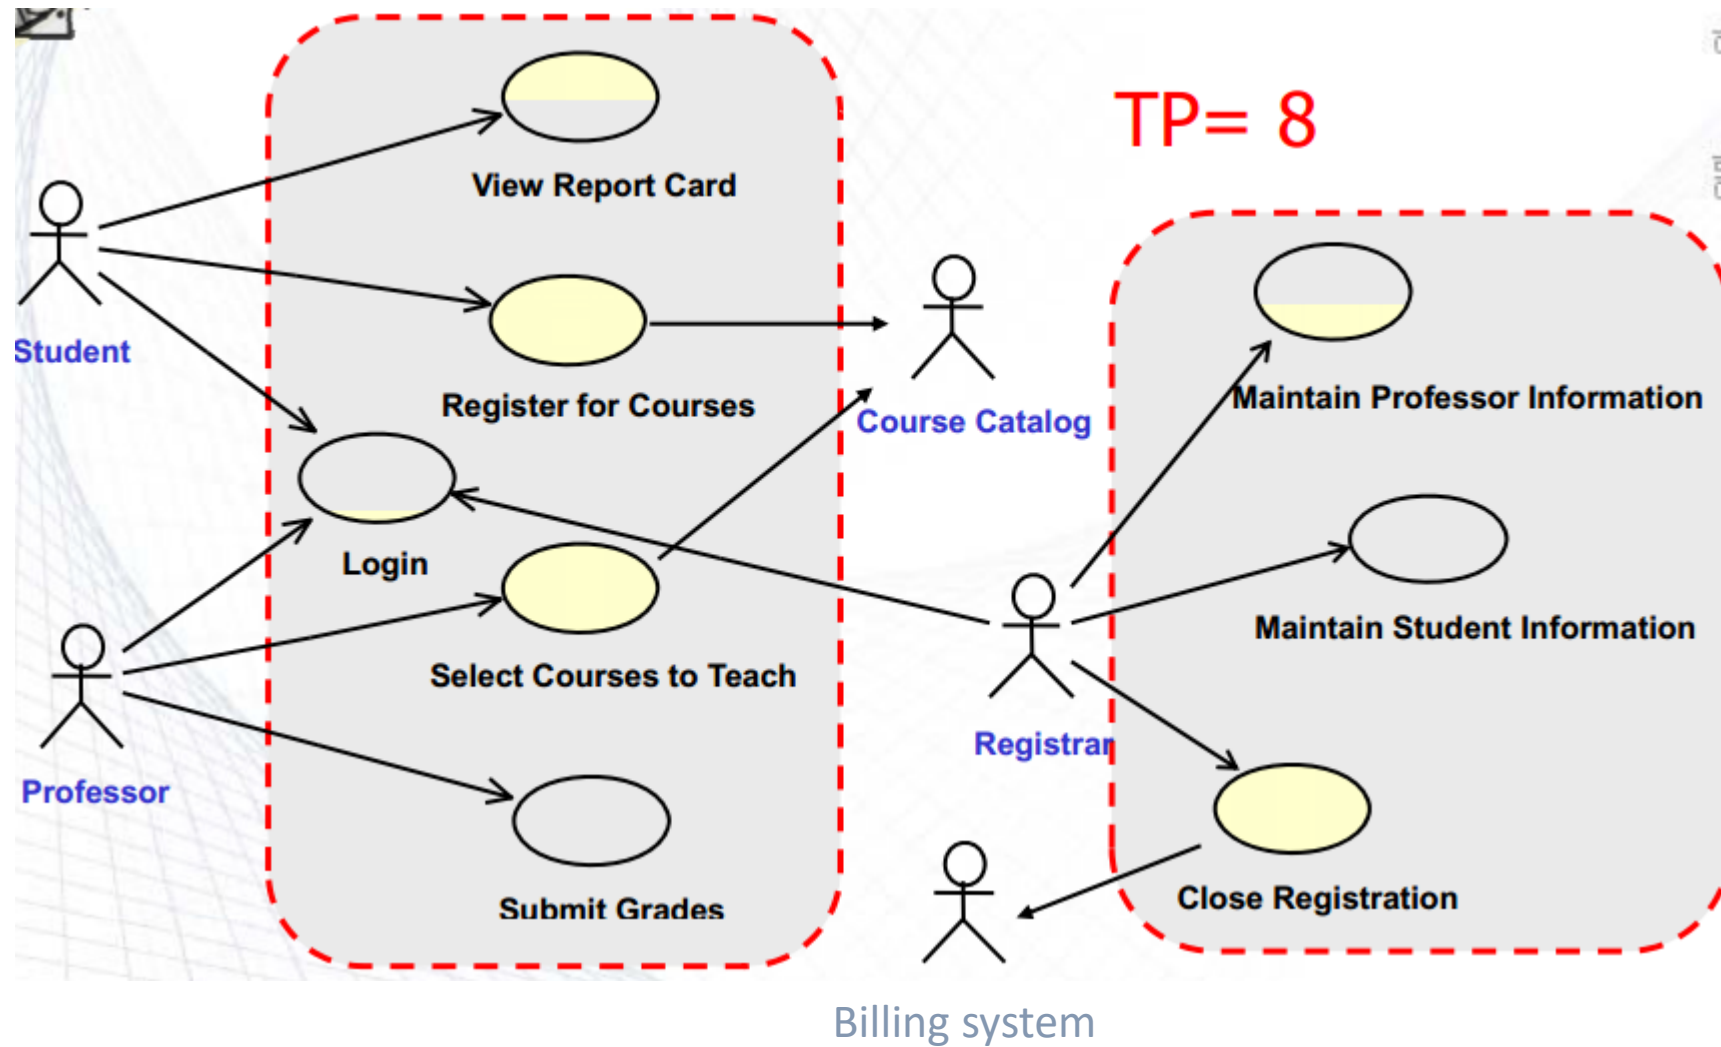 TP= 8
View Report Card
Student
Register for Courses
Course Catalog
Maintain Professor Information
Login
Maintain Student Information
Select Courses to Teach
Registrar
Professor
Submit Grades
Close Registration
Billing system